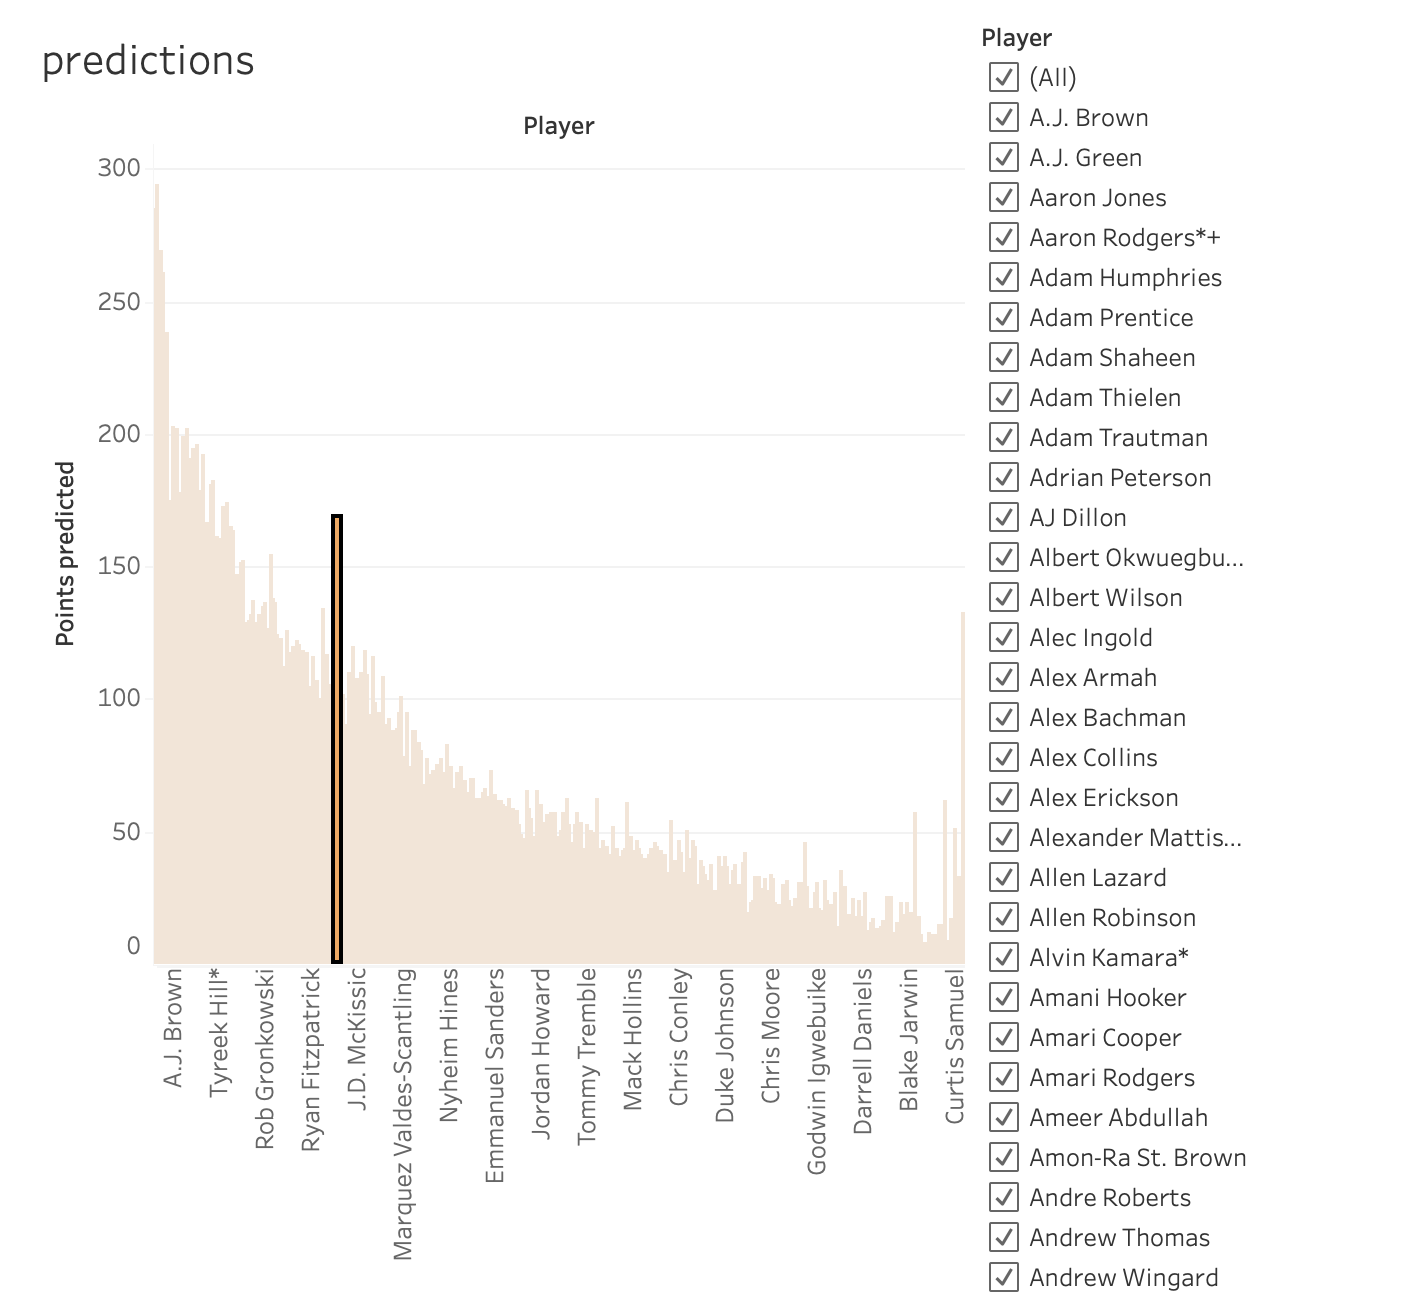 predictions
Player
300
250
200
150
100
50
0
Points predicted
A.J. Brown
Tyreek Hill*
Rob Gronkowski
Ryan Fitzpatrick
J.D. McKissic
Marquez Valdes-Scantling
Nyheim Hines
Emmanuel Sanders
Jordan Howard
Tommy Tremble
Mack Hollins
Chris Conley
Duke Johnson
Chris Moore
Godwin Igwebuike
Darrell Daniels
Blake Jarwin
Curtis Samuel
Player
(All)
A.J. Brown
A.J. Green
Aaron Jones
Aaron Rodgers*+
Adam Humphries
Adam Prentice
Adam Shaheen
Adam Thielen
Adam Trautman
Adrian Peterson
AJ Dillon
Albert Okwuegbu...
Albert Wilson
Alec Ingold
Alex Armah
Alex Bachman
Alex Collins
Alex Erickson
Alexander Mattis...
Allen Lazard
Allen Robinson
Alvin Kamara*
Amani Hooker
Amari Cooper
Amari Rodgers
Ameer Abdullah
Amon-Ra St. Brown
Andre Roberts
Andrew Thomas
Andrew Wingard